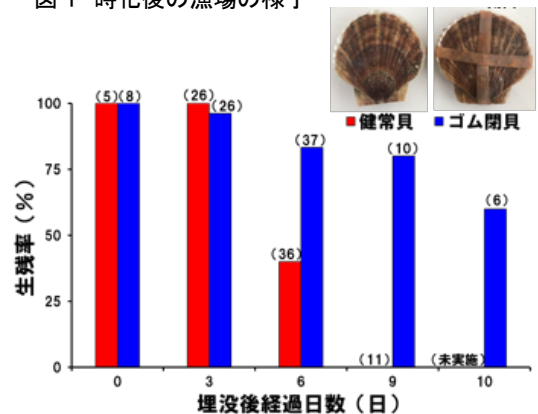 図1 時化後の漁場の様子
■健常貝 ■ゴム閉貝
生残率(%)
100
75
50
25
0
(5)(8)
(26)
(26)
(36)
(37)
(11)
(10)
(未実施)
(6)
0 3 6 9 10
埋没後経過日数(日)